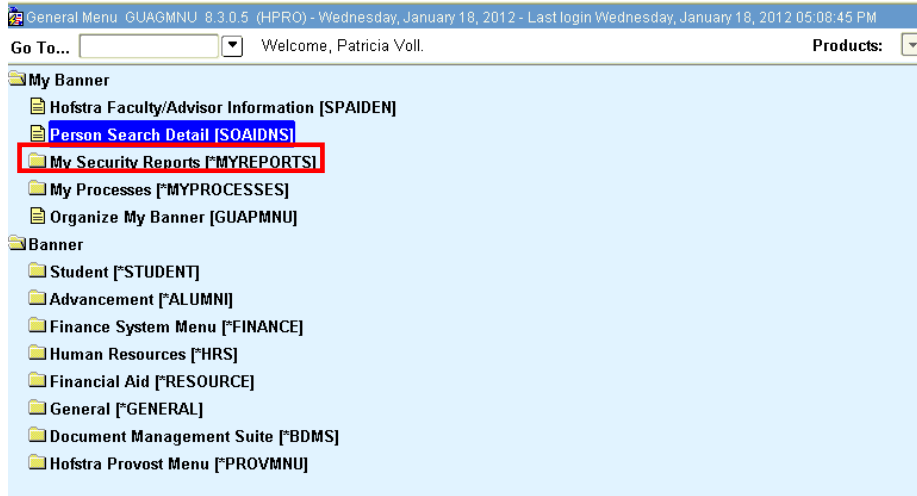 General Menu GUAGMNU 8.3.0.5 (HPRO) - Wednesday, January 18, 2012 - Last login Wednesday, January 18, 2012 05:08:45 PM
Go To... Welcome, Patricia Voll. Products:
My Banner
Hofstra Faculty/Advisor Information [SPAIDEN]
Person Search Detail [SOAIDNS]
My Security Reports [*MYREPORTS]
My Processes [*MYPROCESSES]
Organize My Banner [GUAPMNU]
Banner
Student [*STUDENT]
Advancement [*ALUMNI]
Finance System Menu [*FINANCE]
Human Resources [*HRS]
Financial Aid [*RESOURCE]
General [*GENERAL]
Document Management Suite [*BDMS]
Hofstra Provost Menu [*PROVMNU]